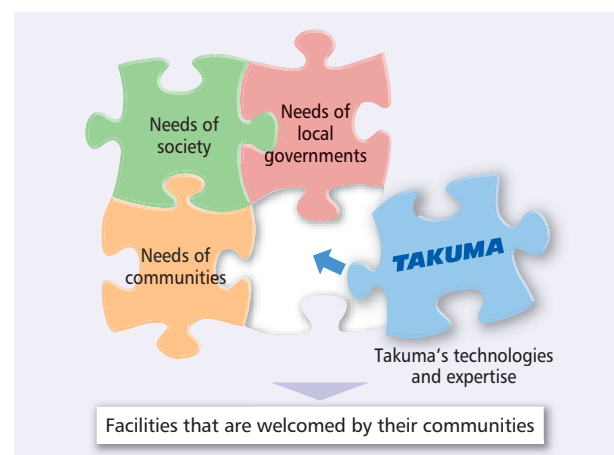 Needs of
society
Needs of
local
governments
Needs of
communities
TAKUMA
Takuma's technologies
and expertise
Facilities that are welcomed by their communities